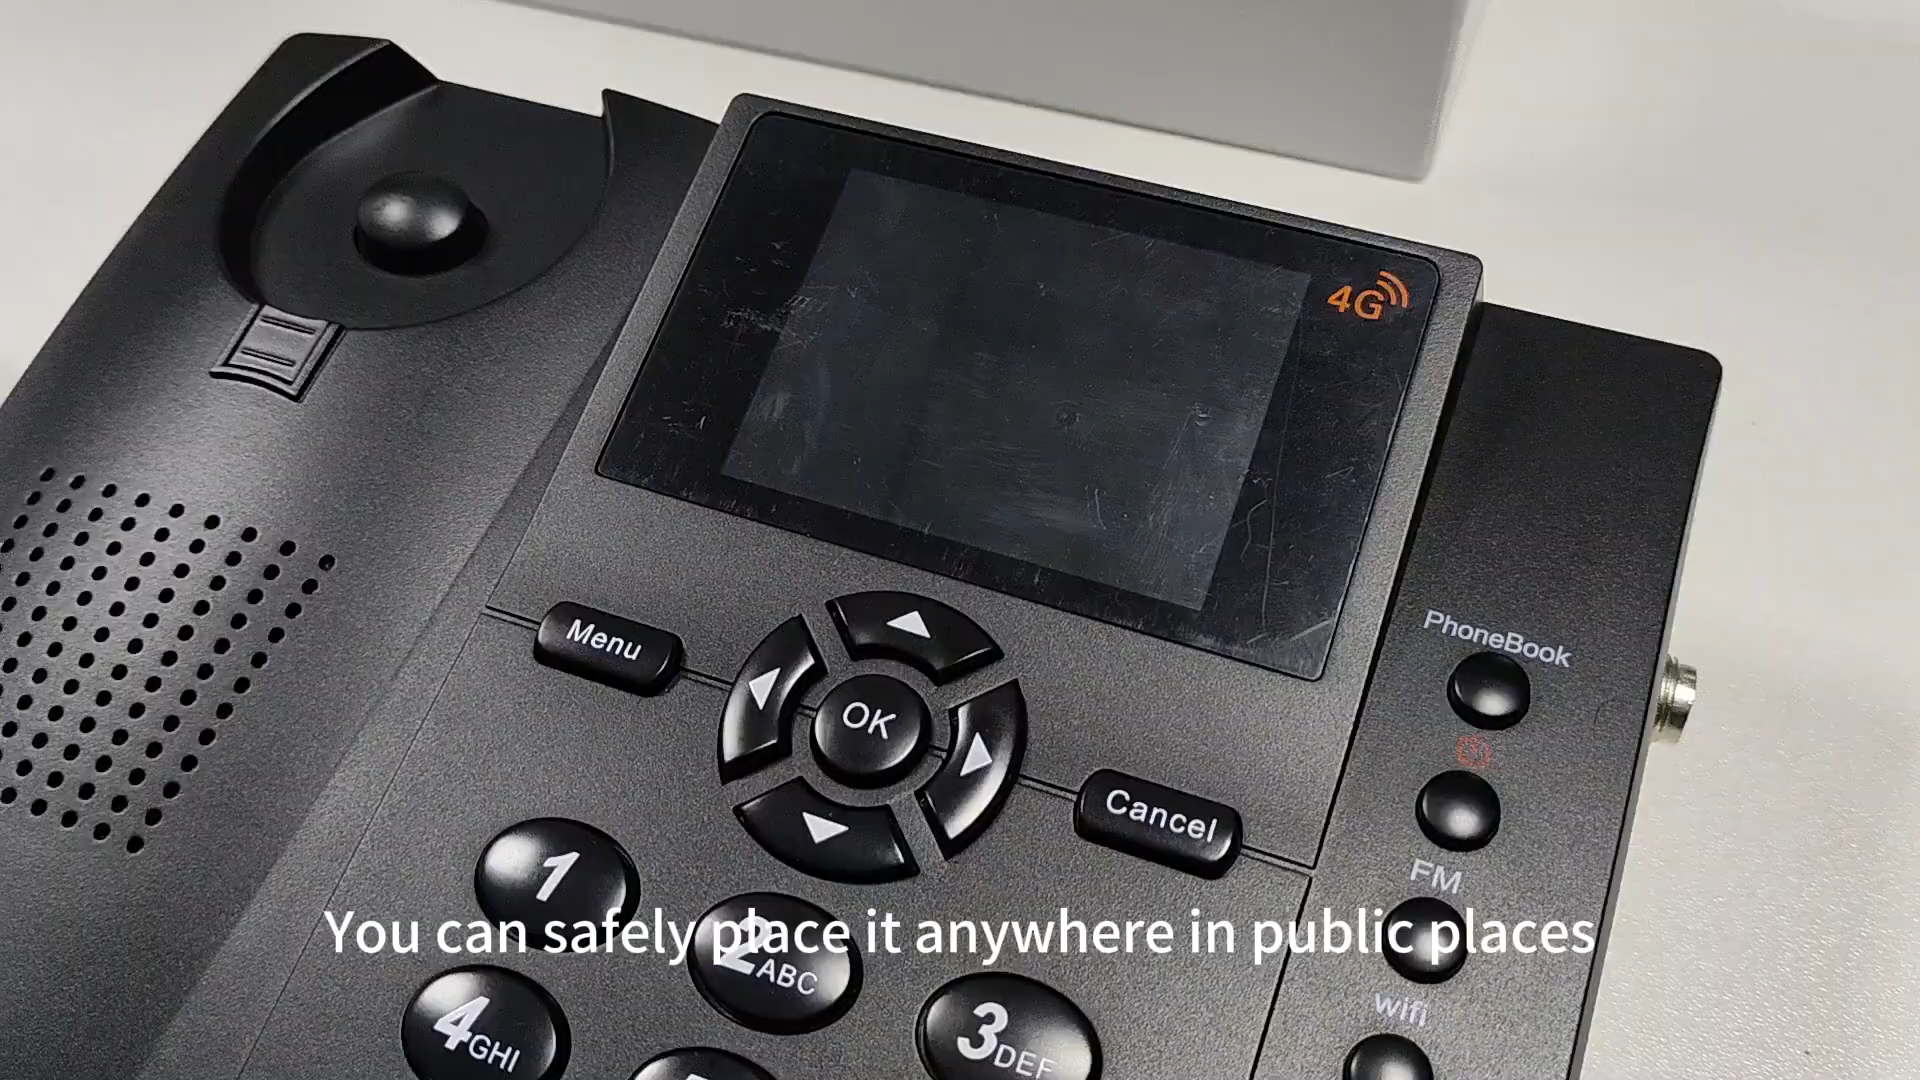 4G
PhoneBook
Menu
OK
Cancel
FM
1
You can safely place it anywhere in public places
2ABC
wifi
4GHI
3DEF